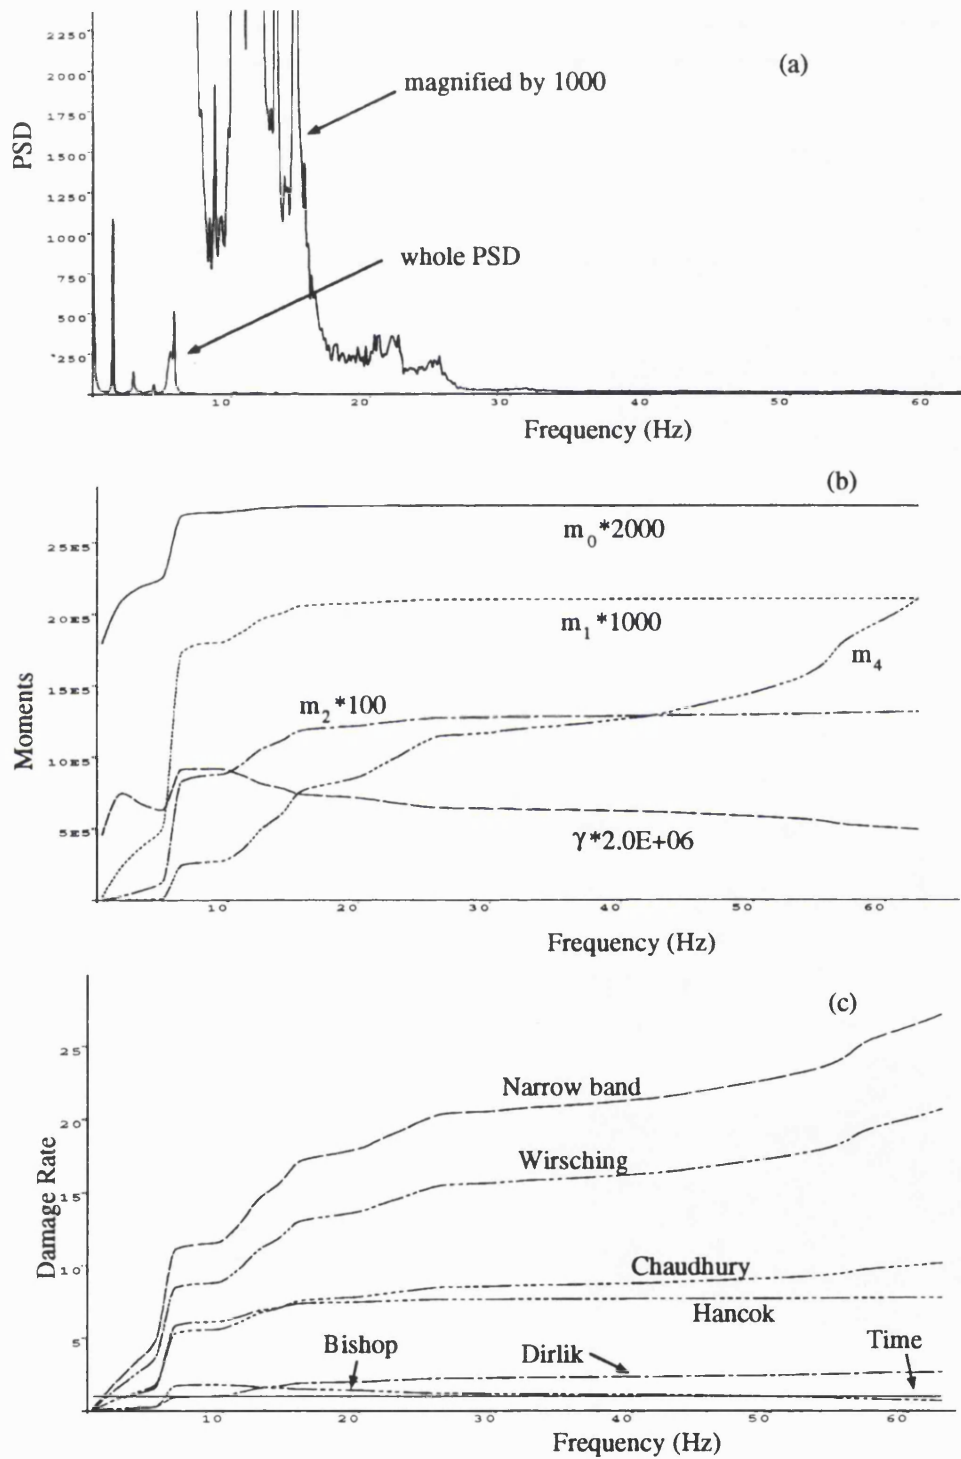 (a)
2250
2000
1750
1500
1250
1000
750
500
250
PSD
magnified by 1000
whole PSD
10 20 30 40 50 60
Frequency (Hz)
(b)
25E5
20E5
15E5
10E5
5E5
Moments
m₀*2000
m₁*1000
m₄
m₂*100
γ*2.0E+06
10 20 30 40 50 60
Frequency (Hz)
(c)
25
20
15
10
5
Damage Rate
Narrow band
Wirsching
Chaudhury
Hancok
Bishop
Dirlik
Time
10 20 30 40 50 60
Frequency (Hz)